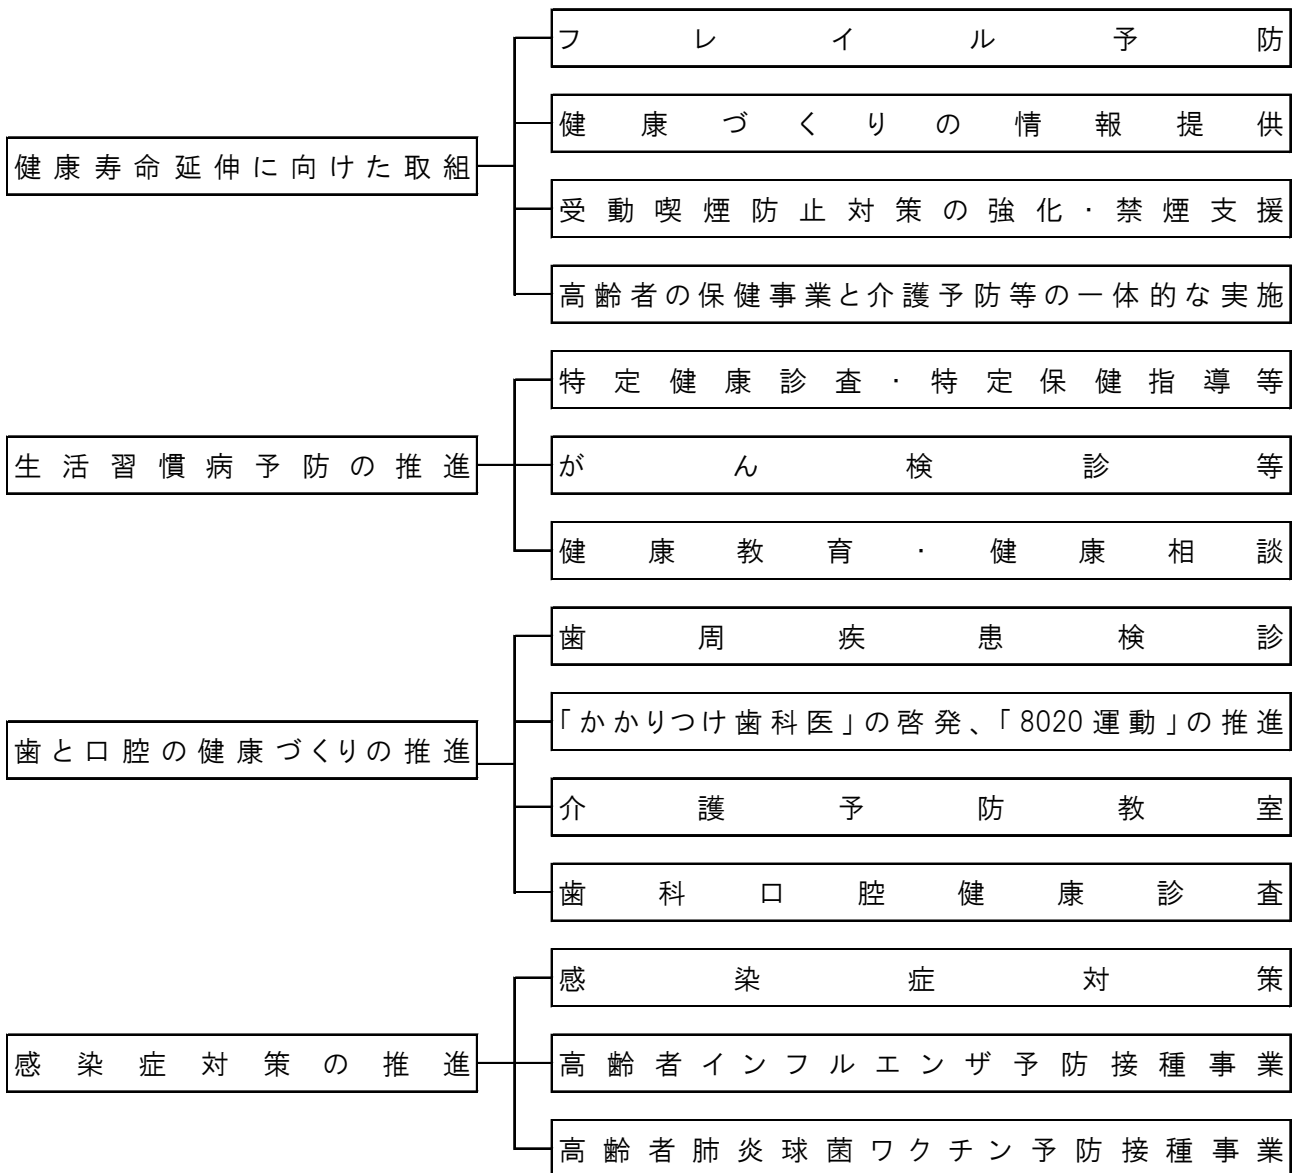 健康寿命延伸に向けた取組
フレイル予防
健康づくりの情報提供
受動喫煙防止対策の強化・禁煙支援
高齢者の保健事業と介護予防等の一体的な実施
生活習慣病予防の推進
特定健康診査・特定保健指導等
がん検診等
健康教育・健康相談
歯と口腔の健康づくりの推進
歯周疾患検診
「かかりつけ歯科医」の啓発、「8020運動」の推進
介護予防教室
歯科口腔健康診査
感染症対策の推進
感染症対策
高齢者インフルエンザ予防接種事業
高齢者肺炎球菌ワクチン予防接種事業